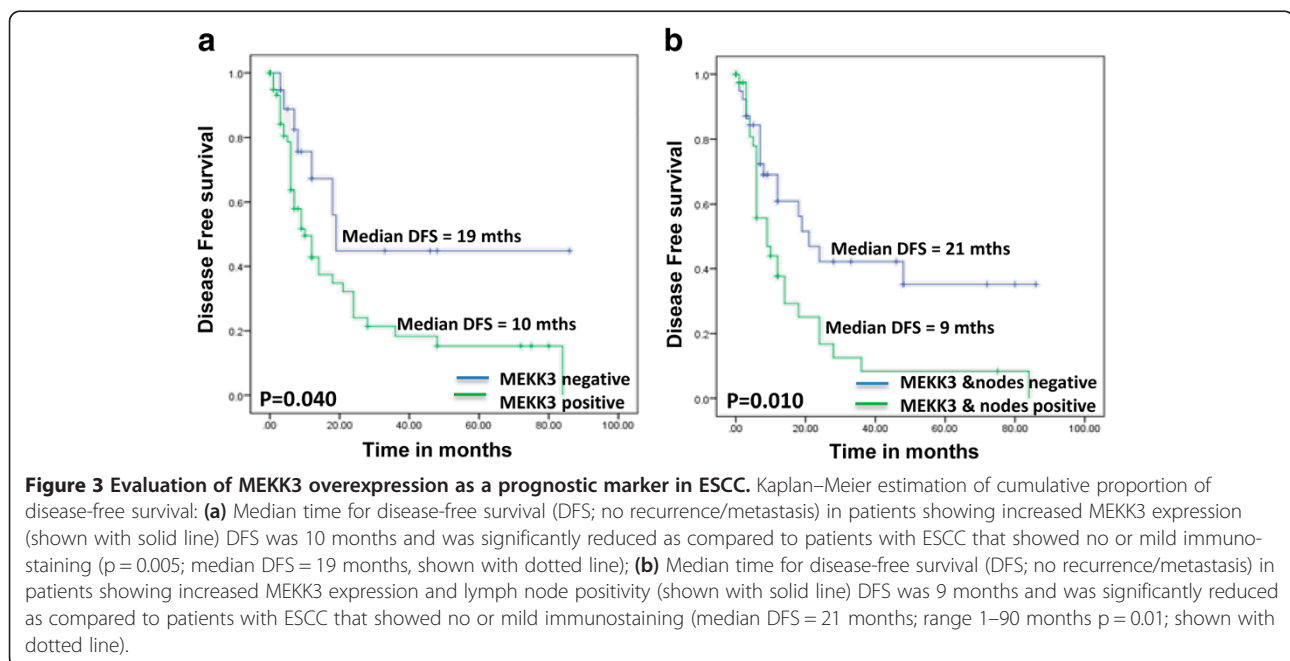 a
1.0
0.8
0.6
0.4
0.2
0.0
Disease Free survival
Median DFS = 19 mths
Median DFS = 10 mths
MEKK3 negative
MEKK3 positive
P=0.040
.00 20.00 40.00 60.00 80.00 100.00
Time in months
b
1.0
0.8
0.6
0.4
0.2
0.0
Disease Free survival
Median DFS = 21 mths
Median DFS = 9 mths
MEKK3 &nodes negative
MEKK3 & nodes positive
P=0.010
.00 20.00 40.00 60.00 80.00 100.00
Time in months
Figure 3 Evaluation of MEKK3 overexpression as a prognostic marker in ESCC. Kaplan–Meier estimation of cumulative proportion of
disease-free survival: (a) Median time for disease-free survival (DFS; no recurrence/metastasis) in patients showing increased MEKK3 expression
(shown with solid line) DFS was 10 months and was significantly reduced as compared to patients with ESCC that showed no or mild immuno-
staining (p = 0.005; median DFS = 19 months, shown with dotted line); (b) Median time for disease-free survival (DFS; no recurrence/metastasis) in
patients showing increased MEKK3 expression and lymph node positivity (shown with solid line) DFS was 9 months and was significantly reduced
as compared to patients with ESCC that showed no or mild immunostaining (median DFS = 21 months; range 1–90 months p = 0.01; shown with
dotted line).